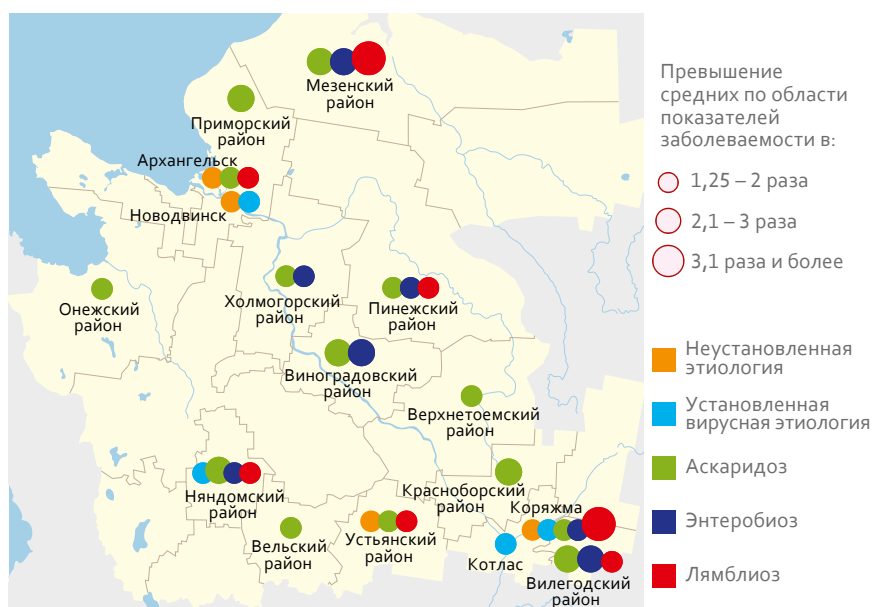 Мезенский
район
Приморский
район
Архангельск
Новодвинск
Онежский
район
Холмогорский
район
Пинежский
район
Виноградовский
район
Верхнетоемский
район
Няндомский
район
Вельский
район
Устьянский
район
Красноборский
район
Коряжма
Котлас
Вилегодский
район
Превышение
средних по области
показателей
заболеваемости в:
1,25 – 2 раза
2,1 – 3 раза
3,1 раза и более
Неустановленная
этиология
Установленная
вирусная этиология
Аскаридоз
Энтеробиоз
Лямблиоз